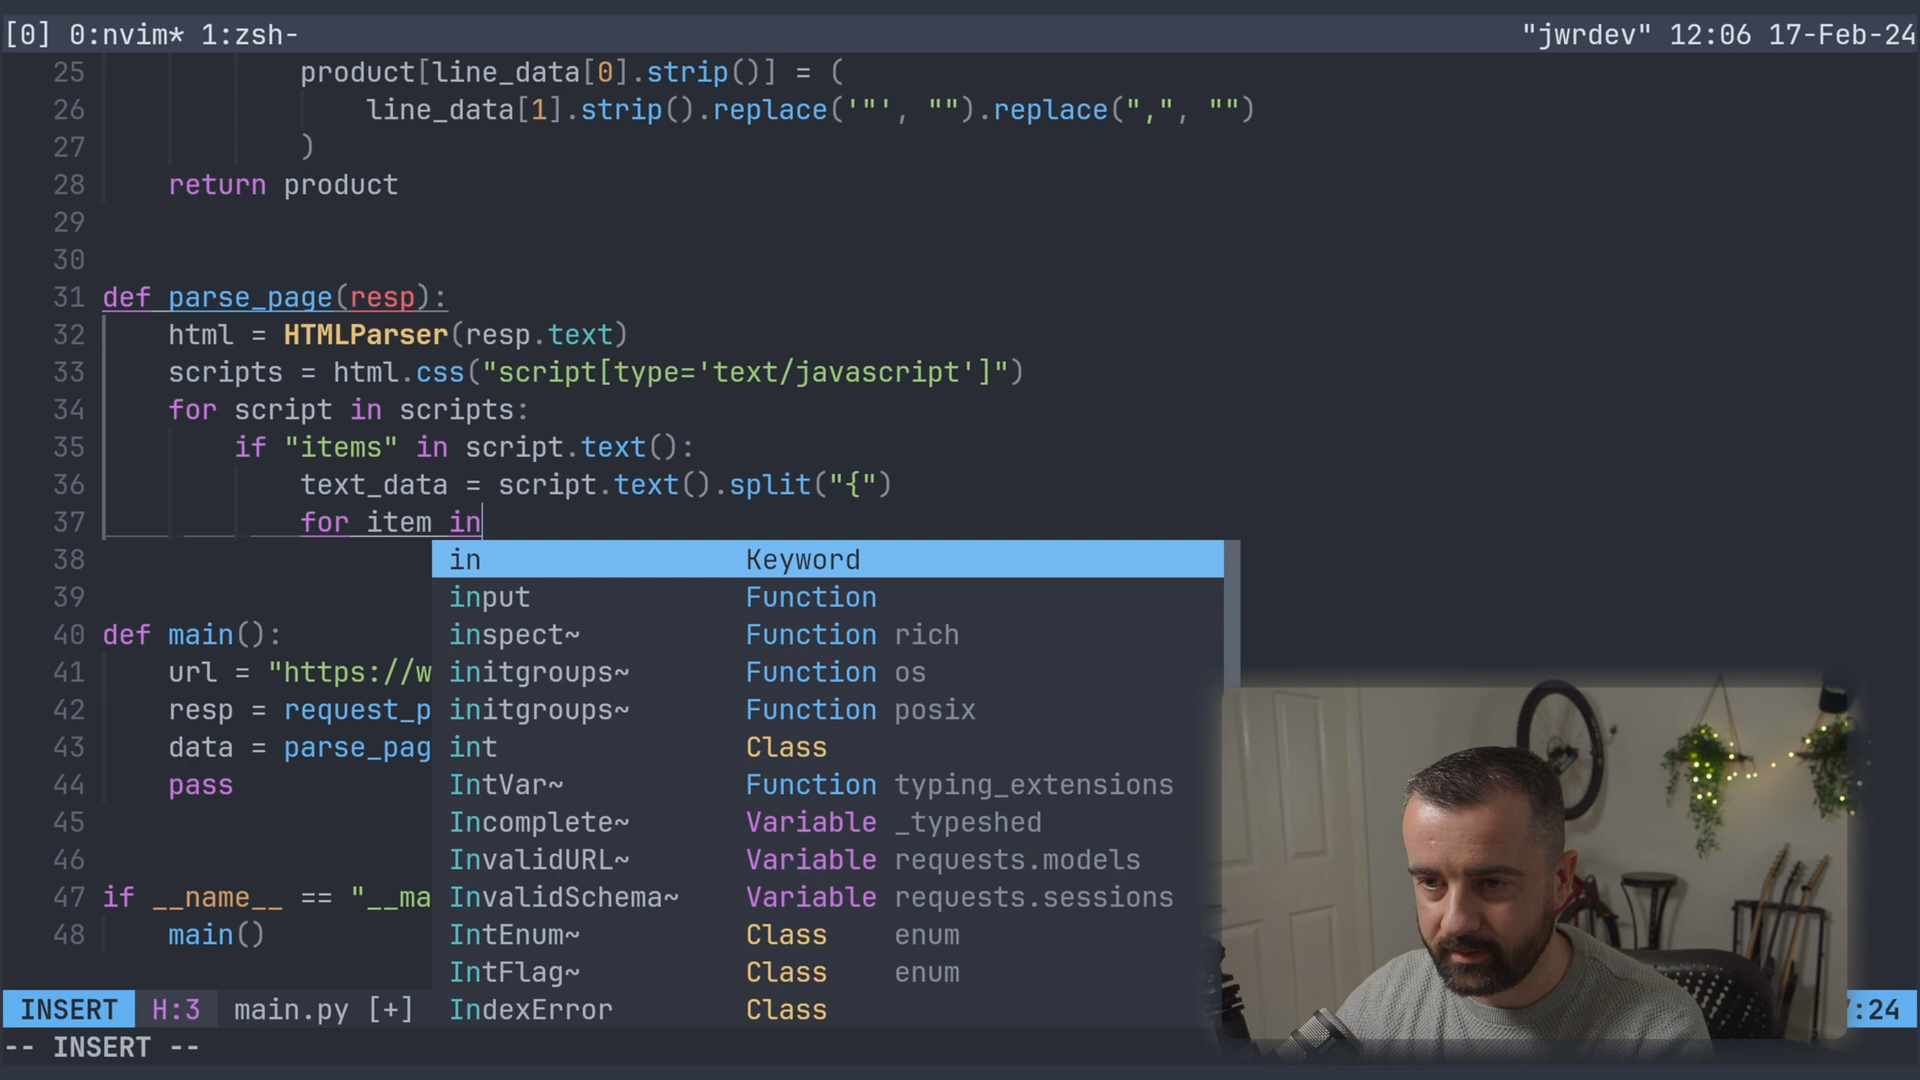 [0] 0:nvim* 1:zsh- "jwrdev" 12:06 17-Feb-24
25 product[line_data[0].strip()] = (
26 line_data[1].strip().replace('"', "").replace(",", "")
27 )
28 return product
29
30
31 def parse_page(resp):
32 html = HTMLParser(resp.text)
33 scripts = html.css("script[type='text/javascript']")
34 for script in scripts:
35 if "items" in script.text():
36 text_data = script.text().split("{")
37 for item in
38 in Keyword
39 input Function
40 def main(): inspect~ Function rich
41 url = "https://w initgroups~ Function os
42 resp = request_p initgroups~ Function posix
43 data = parse_pag int Class
44 pass IntVar~ Function typing_extensions
45 Incomplete~ Variable _typeshed
46 InvalidURL~ Variable requests.models
47 if __name__ == "__ma InvalidSchema~ Variable requests.sessions
48 main() IntEnum~ Class enum
IntFlag~ Class enum
INSERT H:3 main.py [+] IndexError Class :24
-- INSERT --